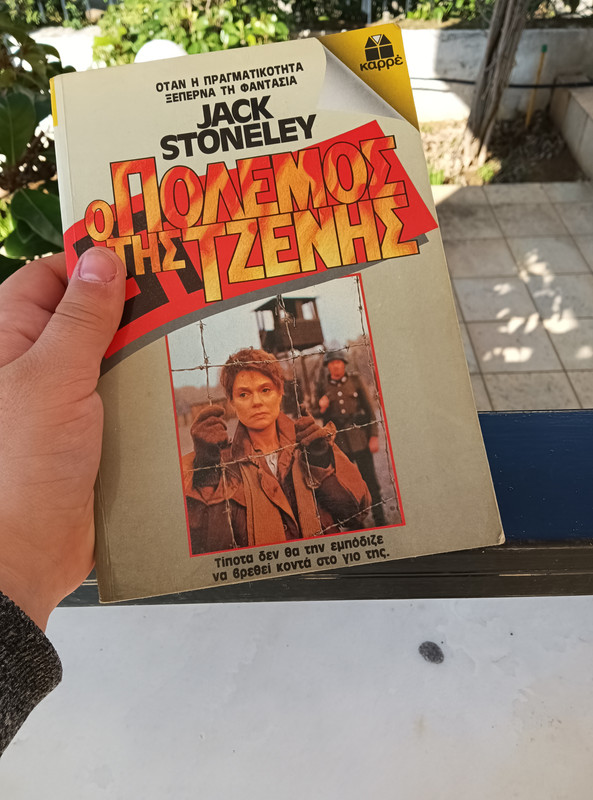 καρρέ
ΟΤΑΝ Η ΠΡΑΓΜΑΤΙΚΟΤΗΤΑ
ΞΕΠΕΡΝΑ ΤΗ ΦΑΝΤΑΣΙΑ
JACK
STONELEY
Ο ΠΟΛΕΜΟΣ
ΤΗΣ ΤΖΕΝΗΣ
Τίποτα δεν θα την εμπόδιζε
να βρεθεί κοντά στο γιο της.